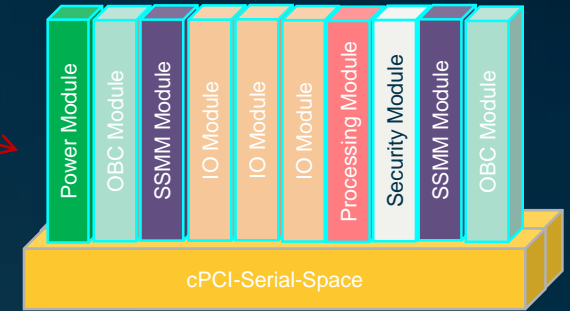 Power Module
OBC Module
SSMM Module
IO Module
IO Module
IO Module
Processing Module
Security Module
SSMM Module
OBC Module
cPCI-Serial-Space